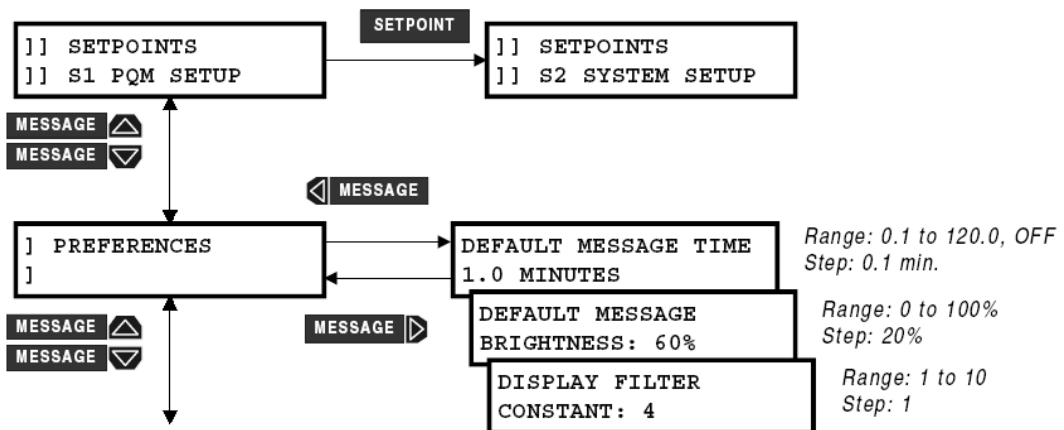 SETPOINT
]] SETPOINTS
]] S1 PQM SETUP
]] SETPOINTS
]] S2 SYSTEM SETUP
MESSAGE
MESSAGE
MESSAGE
] PREFERENCES
]
DEFAULT MESSAGE TIME
1.0 MINUTES
Range: 0.1 to 120.0, OFF
Step: 0.1 min.
MESSAGE
MESSAGE
MESSAGE
DEFAULT MESSAGE
BRIGHTNESS: 60%
Range: 0 to 100%
Step: 20%
DISPLAY FILTER
CONSTANT: 4
Range: 1 to 10
Step: 1